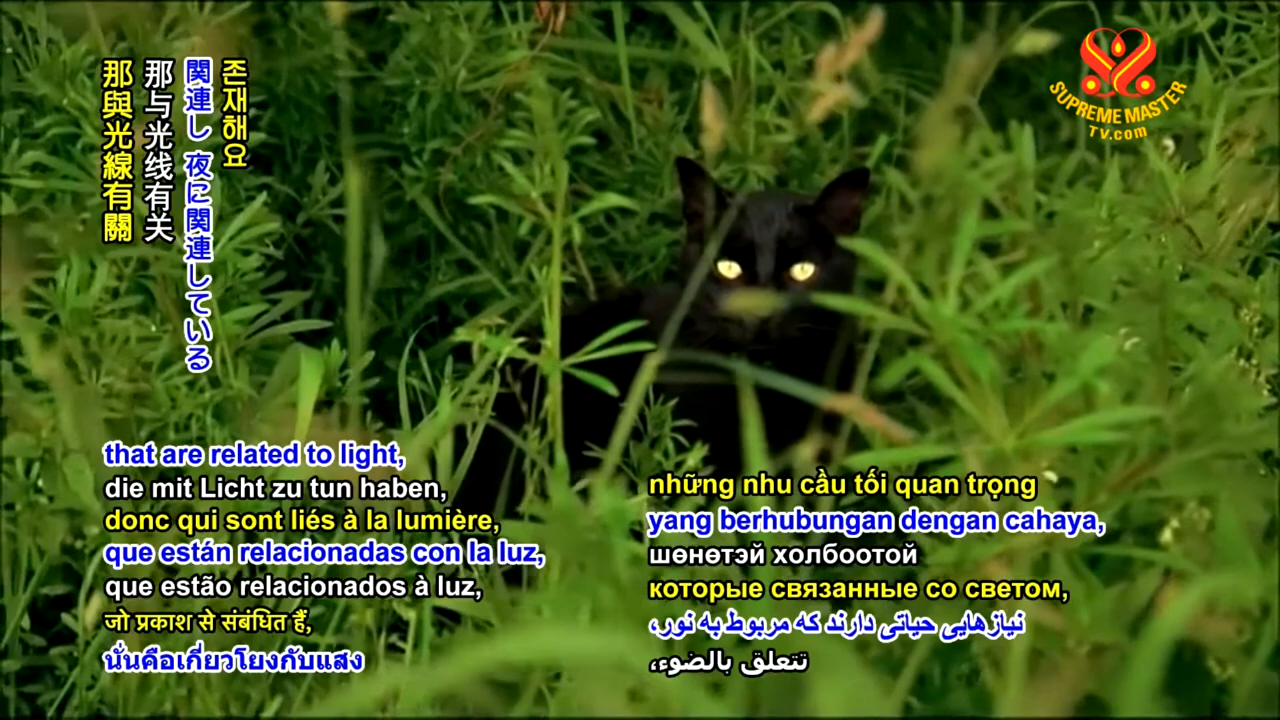 존재해요
関連し 夜に関連している
那与光线有关
那與光線有關
SUPREME MASTER
TV.com
that are related to light,
die mit Licht zu tun haben,
donc qui sont liés à la lumière,
que están relacionadas con la luz,
que estão relacionados à luz,
जो प्रकाश से संबंधित हैं,
นั่นคือเกี่ยวโยงกับแสง
những nhu cầu tối quan trọng
yang berhubungan dengan cahaya,
шөнөтэй холбоотой
которые связанные со светом,
نیازهایی حیاتی دارند که مربوط به نور،
تتعلق بالضوء،